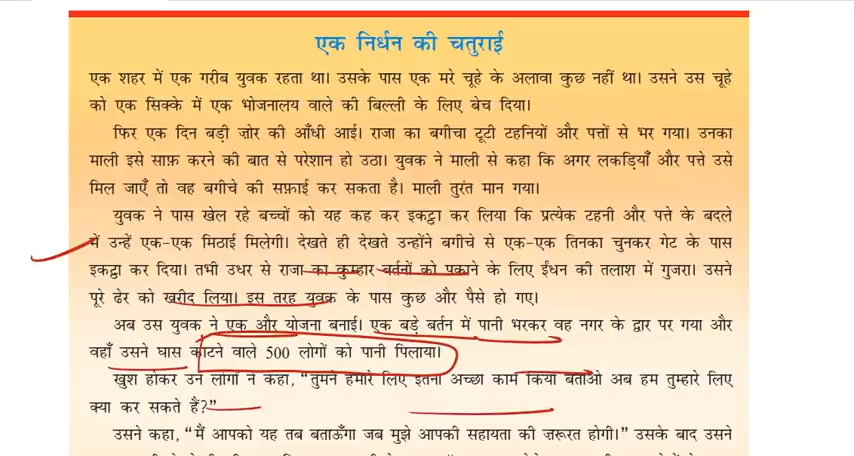 एक निर्धन की चतुराई
एक शहर में एक गरीब युवक रहता था। उसके पास एक मरे चूहे के अलावा कुछ नहीं था। उसने उस चूहे
को एक सिक्के में एक भोजनालय वाले की बिल्ली के लिए बेच दिया।
फिर एक दिन बड़ी ज़ोर की आँधी आई। राजा का बगीचा टूटी टहनियों और पत्तों से भर गया। उनका
माली इसे साफ़ करने की बात से परेशान हो उठा। युवक ने माली से कहा कि अगर लकड़ियाँ और पत्ते उसे
मिल जाएँ तो वह बगीचे की सफ़ाई कर सकता है। माली तुरंत मान गया।
युवक ने पास खेल रहे बच्चों को यह कह कर इकट्ठा कर लिया कि प्रत्येक टहनी और पत्ते के बदले
में उन्हें एक-एक मिठाई मिलेगी। देखते ही देखते उन्होंने बगीचे से एक-एक तिनका चुनकर गेट के पास
इकट्ठा कर दिया। तभी उधर से राजा का कुम्हार बर्तनों को पकाने के लिए ईंधन की तलाश में गुजरा। उसने
पूरे ढेर को खरीद लिया। इस तरह युवक के पास कुछ और पैसे हो गए।
अब उस युवक ने एक और योजना बनाई। एक बड़े बर्तन में पानी भरकर वह नगर के द्वार पर गया और
वहाँ उसने घास काटने वाले 500 लोगों को पानी पिलाया।
खुश होकर उन लोगों ने कहा, “तुमने हमारे लिए इतना अच्छा काम किया बताओ अब हम तुम्हारे लिए
क्या कर सकते हैं?”
उसने कहा, “मैं आपको यह तब बताऊँगा जब मुझे आपकी सहायता की ज़रूरत होगी।” उसके बाद उसने